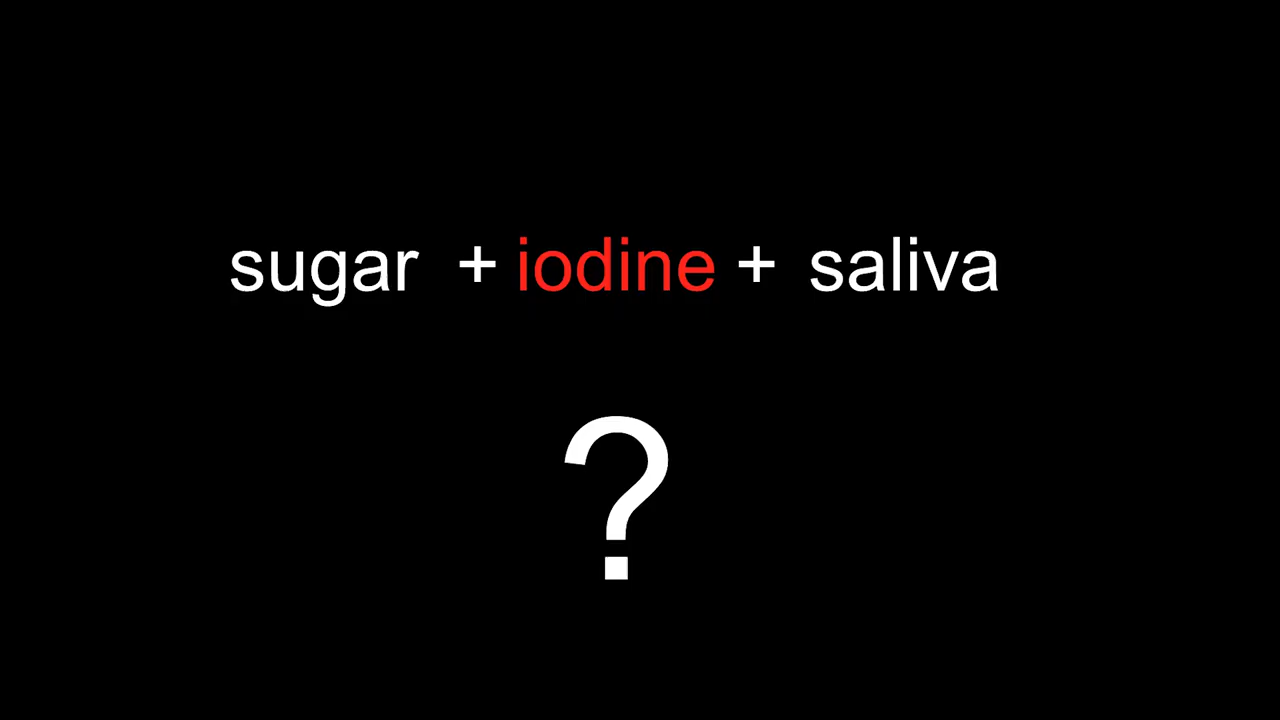 sugar + iodine + saliva
?